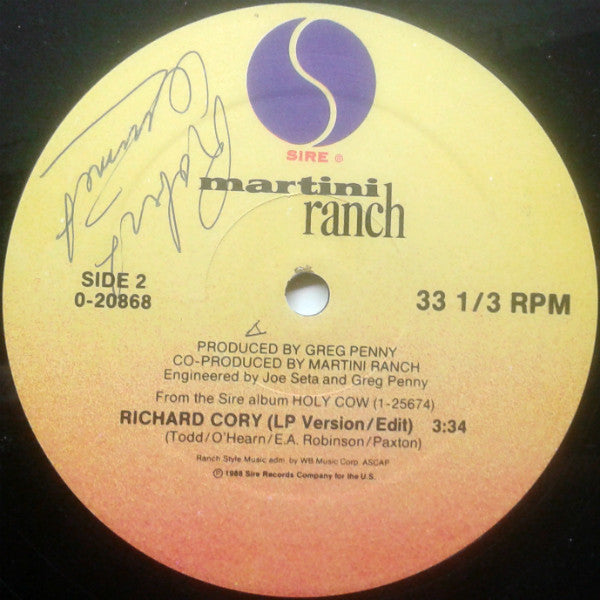 SIRE ®
martini
ranch
Robert
SIDE 2
0-20868
33 1/3 RPM
PRODUCED BY GREG PENNY
CO-PRODUCED BY MARTINI RANCH
Engineered by Joe Seta and Greg Penny
From the Sire album HOLY COW (1-25674)
RICHARD CORY (LP Version/Edit) 3:34
(Todd/O'Hearn/E.A. Robinson/Paxton)
Ranch Style Music adm. by WB Music Corp. ASCAP
℗ 1988 Sire Records Company for the U.S.